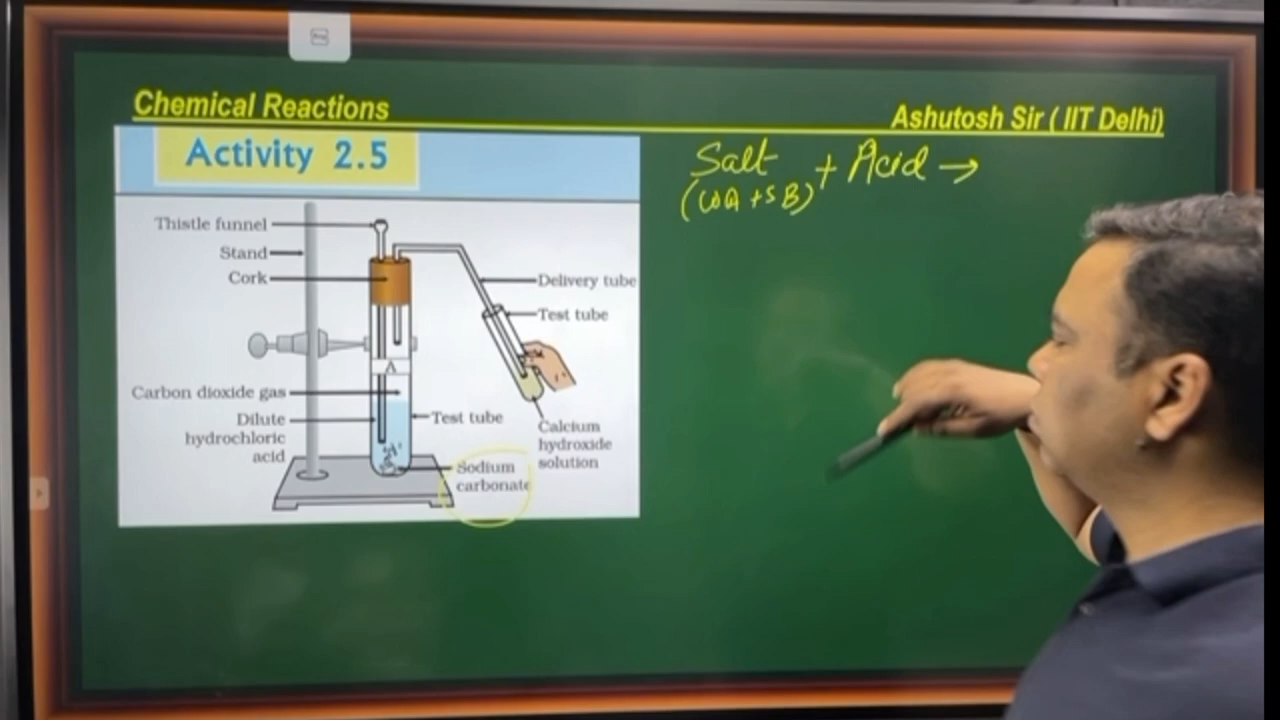 Chemical Reactions
Ashutosh Sir ( IIT Delhi)
Activity 2.5
Thistle funnel
Stand
Cork
Delivery tube
Test tube
A
Carbon dioxide gas
Dilute
hydrochloric
acid
Test tube
Calcium
hydroxide
solution
Sodium
carbonate
Salt + Acid →
(WA + SB)